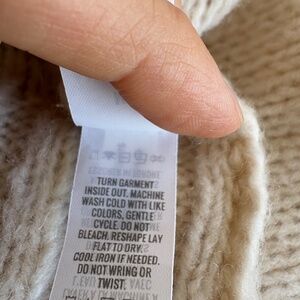 TURN GARMENT
INSIDE OUT. MACHINE
WASH COLD WITH LIKE
COLORS, GENTLE
CYCLE. DO NOT
BLEACH. RESHAPE LAY
FLAT TO DRY.
COOL IRON IF NEEDED.
DO NOT WRING OR
TWIST.